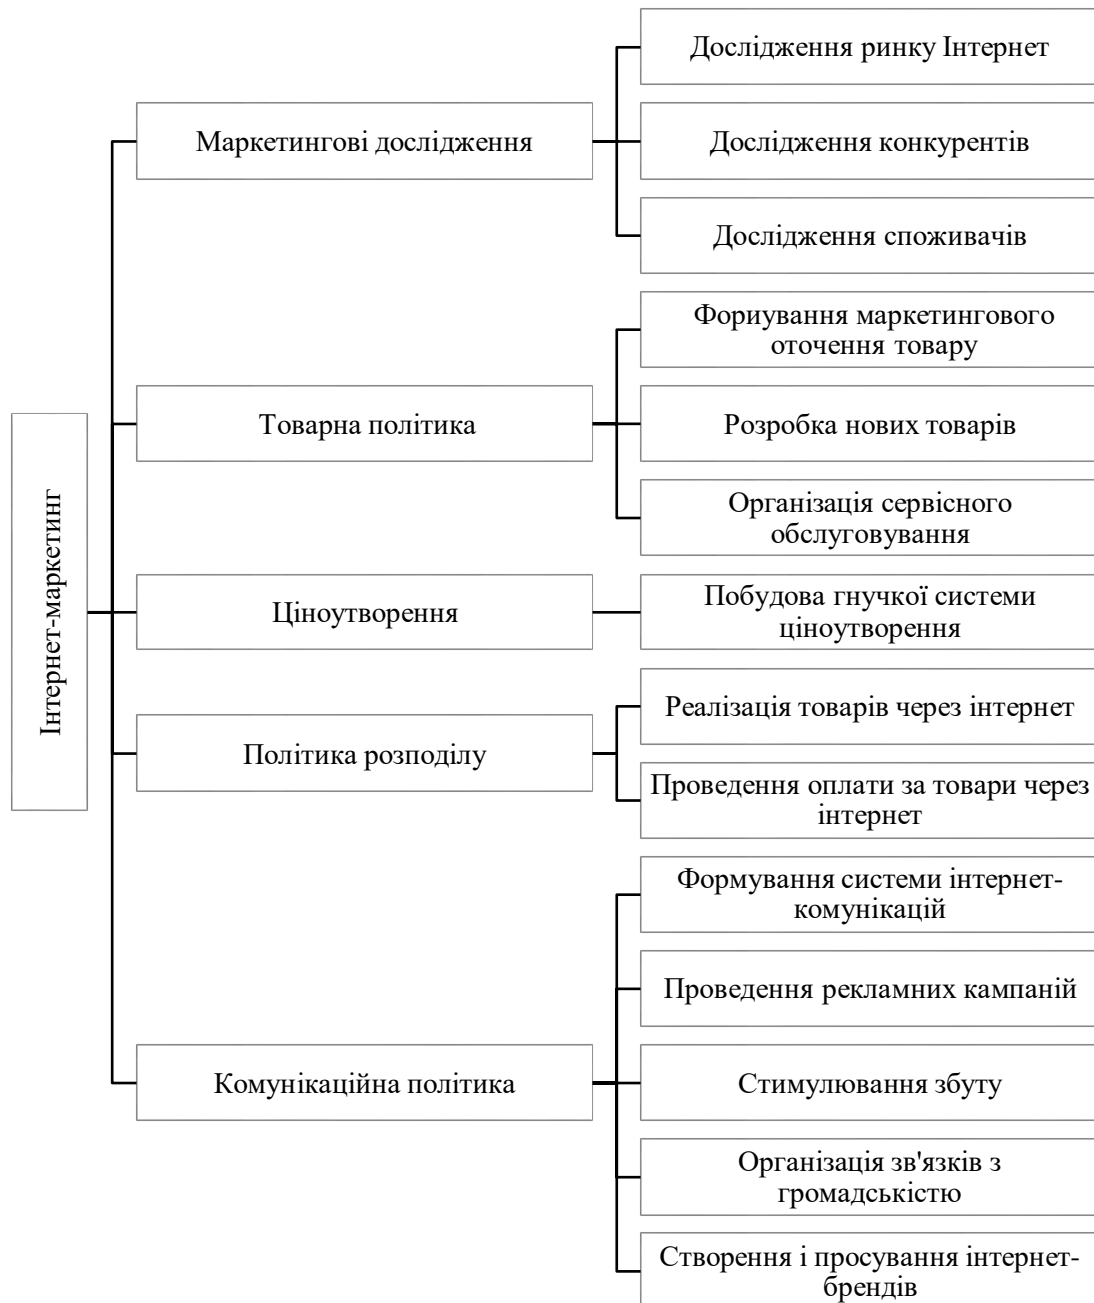 Інтернет-маркетинг
Маркетингові дослідження
Дослідження ринку Інтернет
Дослідження конкурентів
Дослідження споживачів
Товарна політика
Фориування маркетингового
оточення товару
Розробка нових товарів
Організація сервісного
обслуговування
Ціноутворення
Побудова гнучкої системи
ціноутворення
Політика розподілу
Реалізація товарів через інтернет
Проведення оплати за товари через
інтернет
Комунікаційна політика
Формування системи інтернет-
комунікацій
Проведення рекламних кампаній
Стимулювання збуту
Організація зв'язків з
громадськістю
Створення і просування інтернет-
брендів